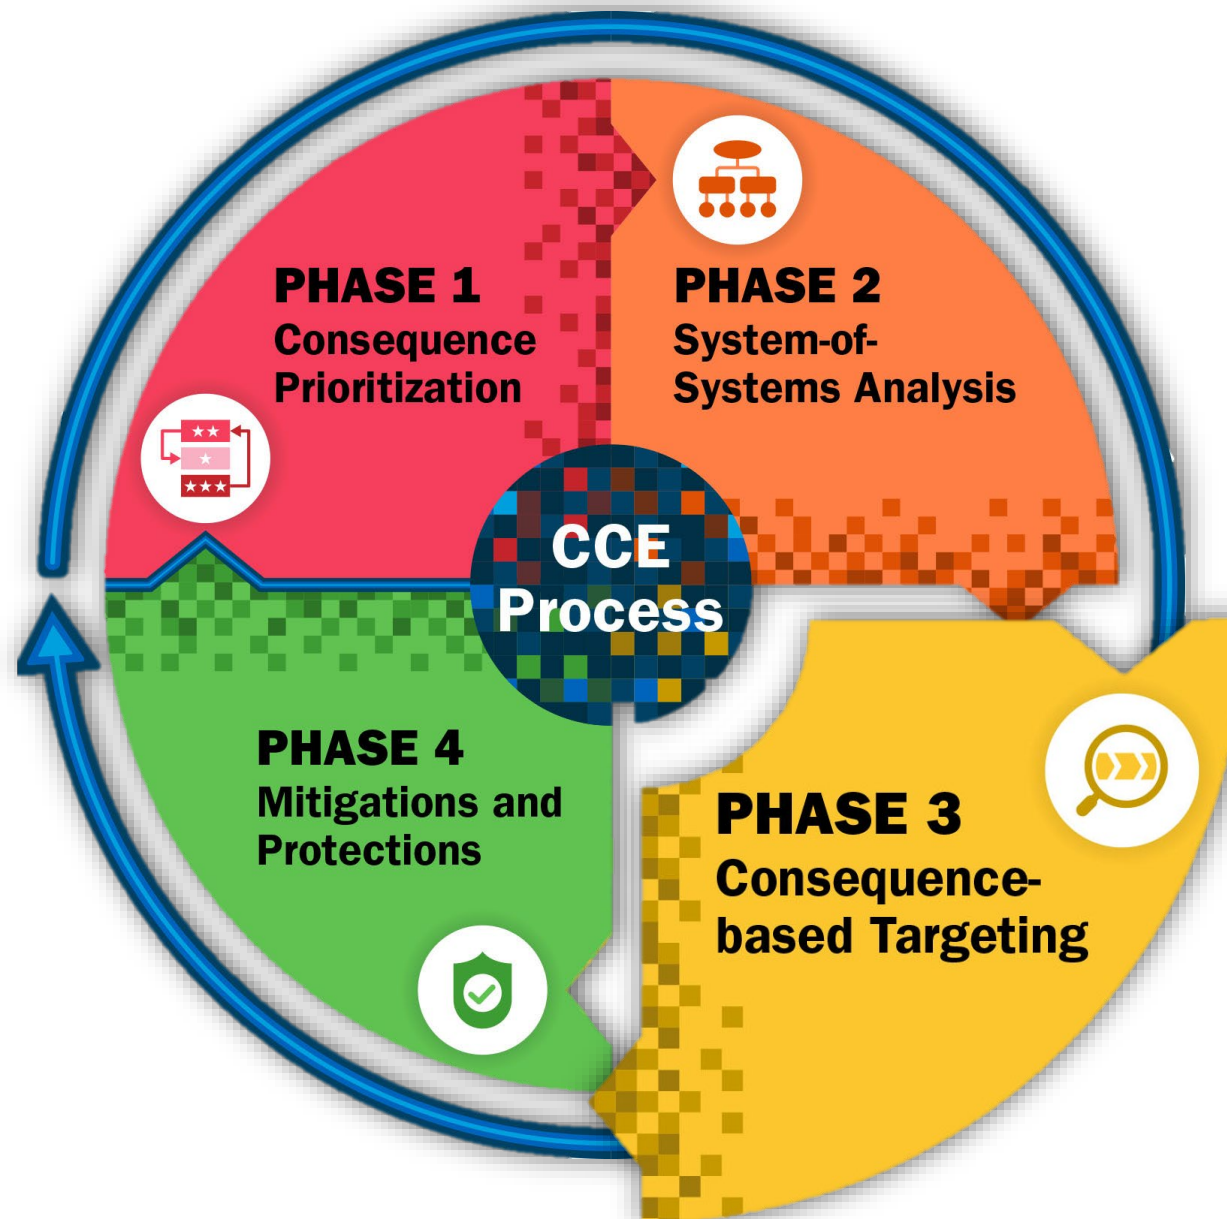 PHASE 1
Consequence
Prioritization
PHASE 2
System-of-
Systems Analysis
CCE
Process
PHASE 3
Consequence-
based Targeting
PHASE 4
Mitigations and
Protections